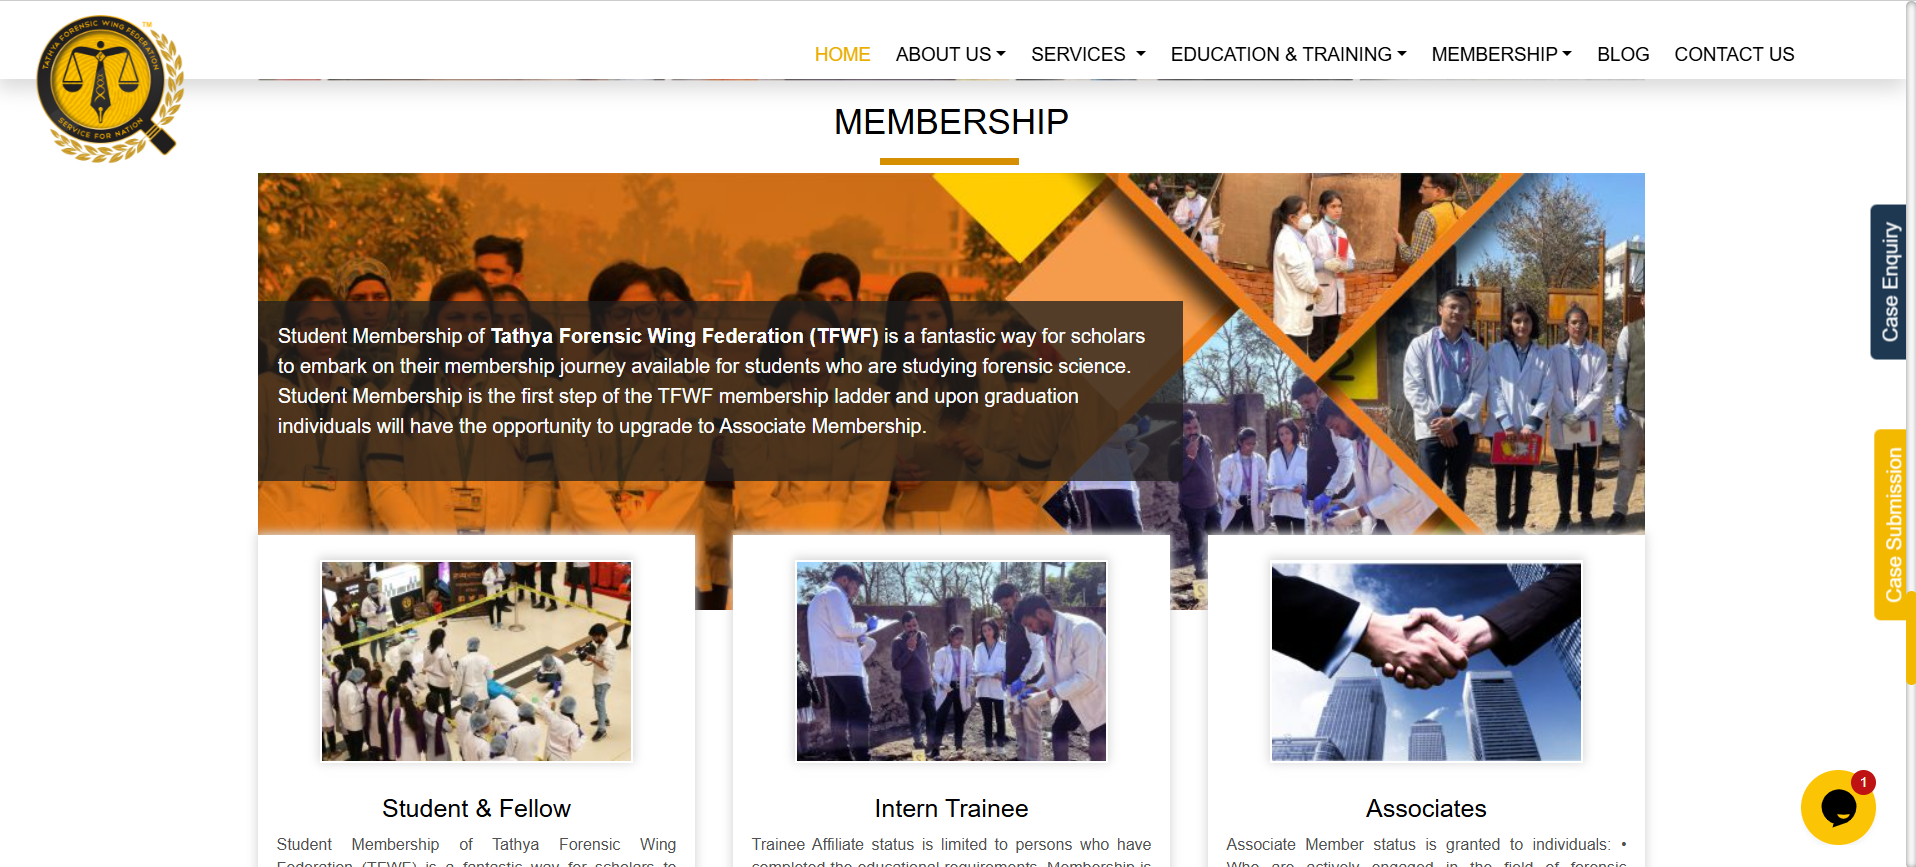 TATHYA FORENSIC WING FEDERATION
TM
SERVICE FOR NATION
HOME ABOUT US SERVICES EDUCATION & TRAINING MEMBERSHIP BLOG CONTACT US
MEMBERSHIP
Student Membership of Tathya Forensic Wing Federation (TFWF) is a fantastic way for scholars
to embark on their membership journey available for students who are studying forensic science.
Student Membership is the first step of the TFWF membership ladder and upon graduation
individuals will have the opportunity to upgrade to Associate Membership.
2
Case Enquiry
Case Submission
Student & Fellow
Student Membership of Tathya Forensic Wing
Federation (TFWF) is a fantastic way for scholars to
Intern Trainee
Trainee Affiliate status is limited to persons who have
completed the educational requirements. Membership is
Associates
Associate Member status is granted to individuals: •
Who are actively engaged in the field of forensic
1